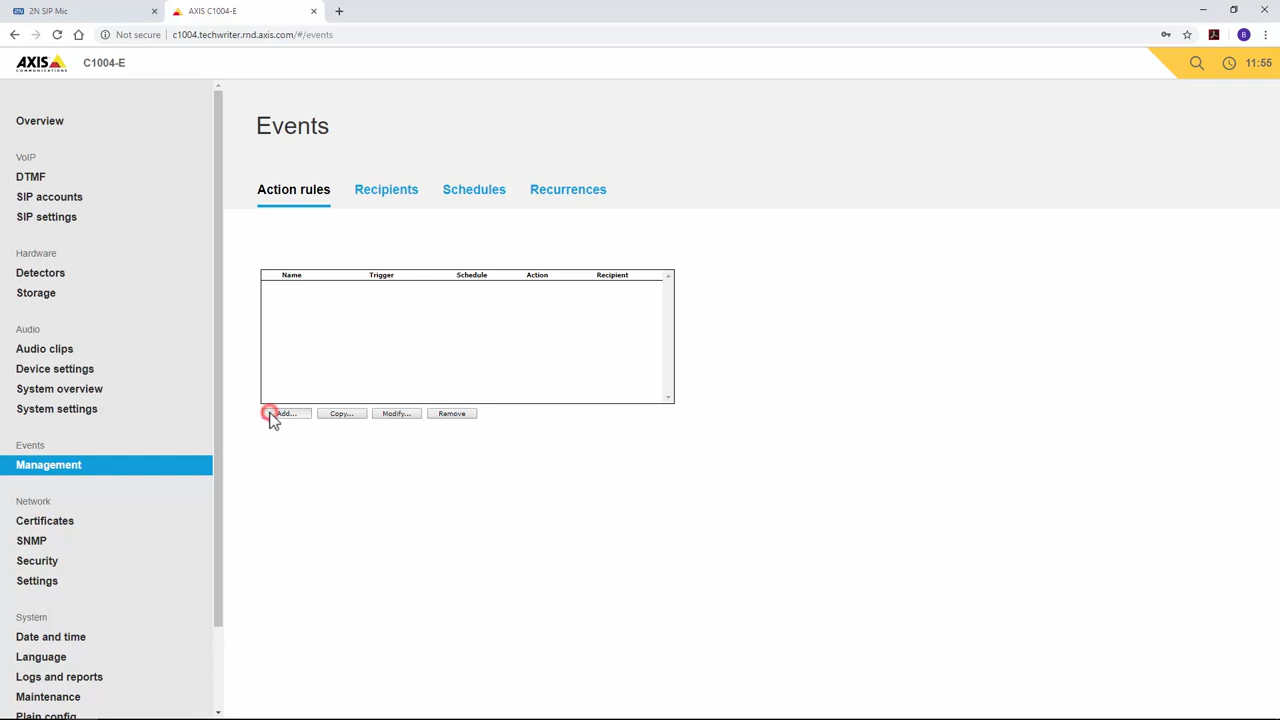 2N SIP Mic
AXIS C1004-E
Not secure
c1004.techwriter.rnd.axis.com/#/events
B
AXIS
COMMUNICATIONS
C1004-E
11:55
Overview
VoIP
DTMF
SIP accounts
SIP settings
Hardware
Detectors
Storage
Audio
Audio clips
Device settings
System overview
System settings
Events
Management
Network
Certificates
SNMP
Security
Settings
System
Date and time
Language
Logs and reports
Maintenance
Plain config
Events
Action rules Recipients Schedules Recurrences
Name Trigger Schedule Action Recipient
Add... Copy... Modify... Remove